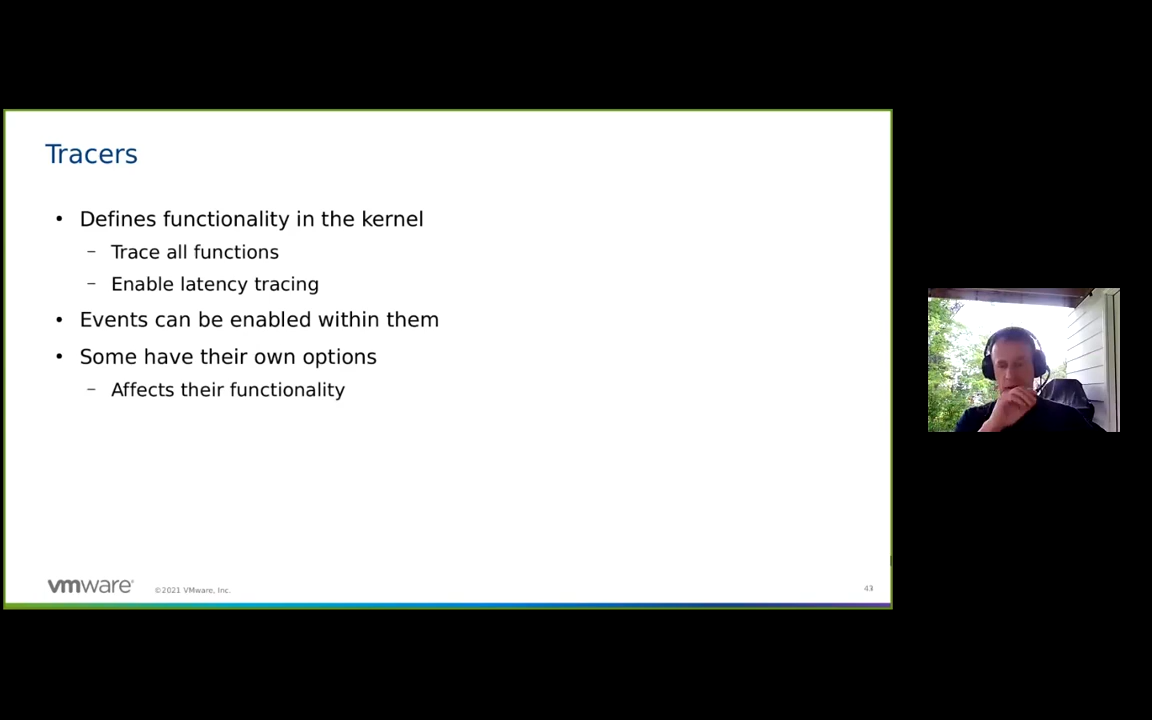 Tracers
• Defines functionality in the kernel
– Trace all functions
– Enable latency tracing
• Events can be enabled within them
• Some have their own options
– Affects their functionality
vmware®
©2021 VMware, Inc.
43